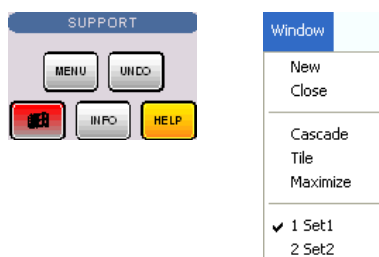 SUPPORT
MENU UNDO
INFO HELP
Window
New
Close
Cascade
Tile
Maximize
✓ 1 Set1
2 Set2